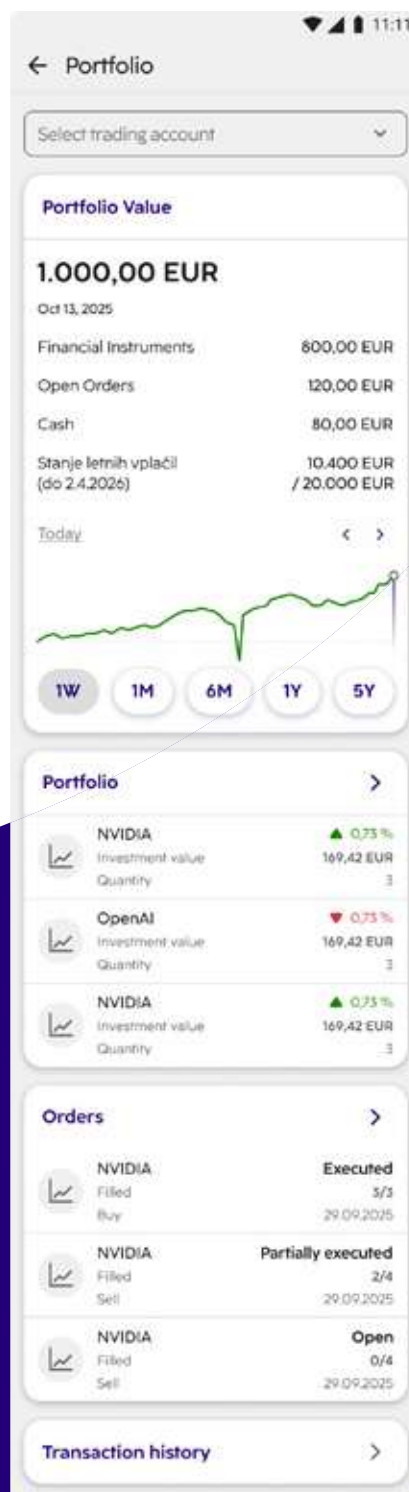 11:11
Portfolio
Select trading account
Portfolio Value
1.000,00 EUR
Oct 13, 2025
Financial Instruments 800,00 EUR
Open Orders 120,00 EUR
Cash 80,00 EUR
Stanje letnih vplačil 10.400 EUR
(do 2.4.2026) / 20.000 EUR
Today
1W 1M 6M 1Y 5Y
Portfolio
NVIDIA 0,73 %
Investment value 169,42 EUR
Quantity 3
OpenAI 0,73 %
Investment value 169,42 EUR
Quantity 3
NVIDIA 0,73 %
Investment value 169,42 EUR
Quantity 3
Orders
NVIDIA Executed
Filled 3/3
Buy 29.09.2025
NVIDIA Partially executed
Filled 2/4
Sell 29.09.2025
NVIDIA Open
Filled 0/4
Sell 29.09.2025
Transaction history